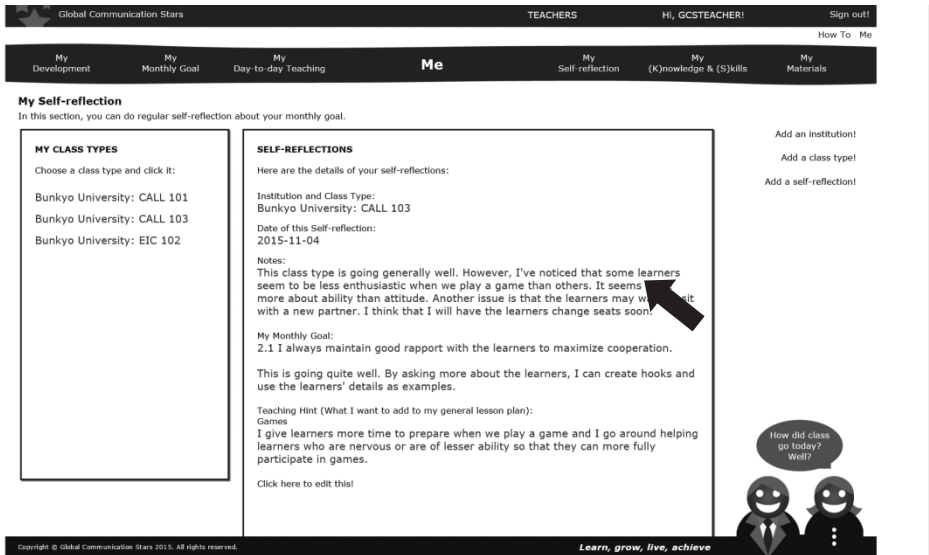 Global Communication Stars
TEACHERS
Hi, GCSTEACHER!
Sign out!
How To Me
My Development
My Monthly Goal
My Day-to-day Teaching
Me
My Self-reflection
My (K)nowledge & (S)kills
My Materials
My Self-reflection
In this section, you can do regular self-reflection about your monthly goal.
MY CLASS TYPES
Choose a class type and click it:
Bunkyo University: CALL 101
Bunkyo University: CALL 103
Bunkyo University: EIC 102
SELF-REFLECTIONS
Here are the details of your self-reflections:
Institution and Class Type:
Bunkyo University: CALL 103
Date of this Self-reflection:
2015-11-04
Notes:
This class type is going generally well. However, I've noticed that some learners
seem to be less enthusiastic when we play a game than others. It seems
more about ability than attitude. Another issue is that the learners may sit
with a new partner. I think that I will have the learners change seats soon.
My Monthly Goal:
2.1 I always maintain good rapport with the learners to maximize cooperation.
This is going quite well. By asking more about the learners, I can create hooks and
use the learners' details as examples.
Teaching Hint (What I want to add to my general lesson plan):
Games
I give learners more time to prepare when we play a game and I go around helping
learners who are nervous or are of lesser ability so that they can more fully
participate in games.
Click here to edit this!
Add an institution!
Add a class type!
Add a self-reflection!
How did class
go today?
Well?
Copyright © Global Communication Stars 2015. All rights reserved.
Learn, grow, live, achieve